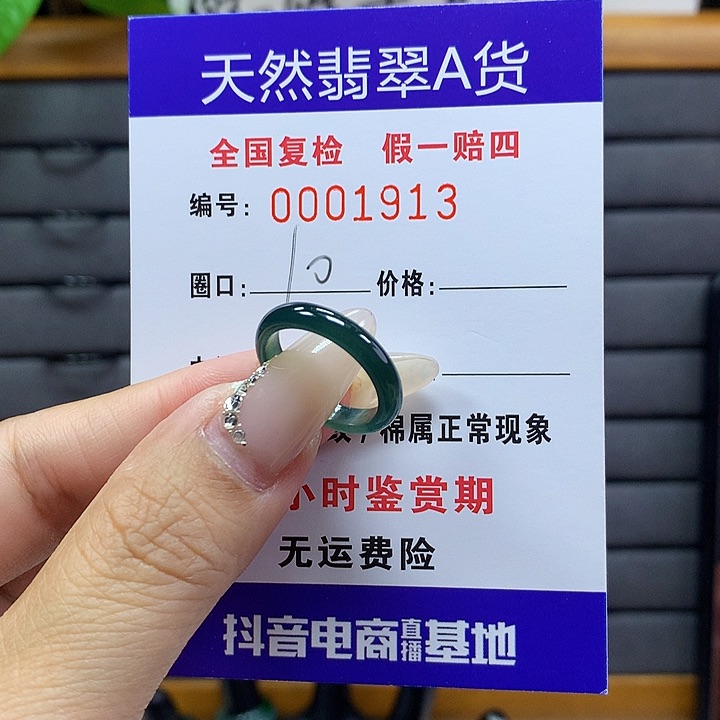 天然翡翠A货
全国复检 假一赔四
编号: 0001913
圈口: 价格:
棉属正常现象
小时鉴赏期
无运费险
抖音电商直播基地